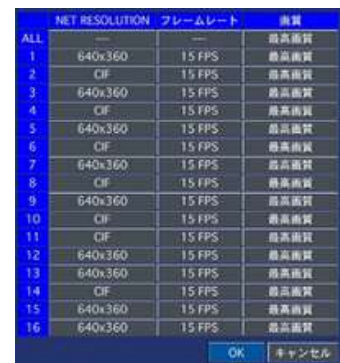 NET RESOLUTION フレームレート 画質
ALL --- --- 最高画質
1 640x360 15 FPS 最高画質
2 CIF 15 FPS 最高画質
3 640x360 15 FPS 最高画質
4 CIF 15 FPS 最高画質
5 640x360 15 FPS 最高画質
6 CIF 15 FPS 最高画質
7 640x360 15 FPS 最高画質
8 CIF 15 FPS 最高画質
9 640x360 15 FPS 最高画質
10 CIF 15 FPS 最高画質
11 CIF 15 FPS 最高画質
12 640x360 15 FPS 最高画質
13 640x360 15 FPS 最高画質
14 CIF 15 FPS 最高画質
15 640x360 15 FPS 最高画質
16 640x360 15 FPS 最高画質
OK キャンセル